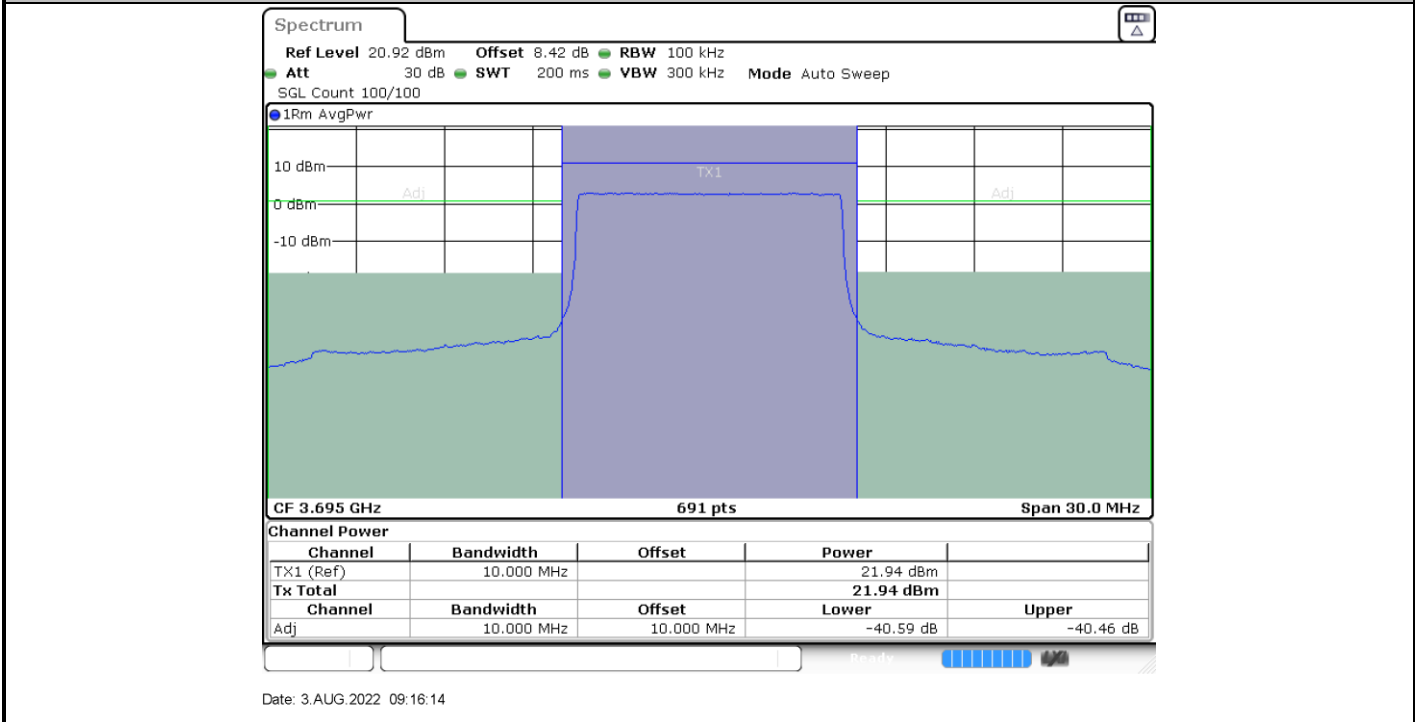 Spectrum
Ref Level 20.92 dBm Offset 8.42 dB RBW 100 kHz
Att 30 dB SWT 200 ms VBW 300 kHz Mode Auto Sweep
SGL Count 100/100
1Rm AvgPwr
10 dBm
TX1
Adj Adj
0 dBm
-10 dBm
CF 3.695 GHz 691 pts Span 30.0 MHz
Channel Power
Channel Bandwidth Offset Power
TX1 (Ref) 10.000 MHz 21.94 dBm
Tx Total 21.94 dBm
Channel Bandwidth Offset Lower Upper
Adj 10.000 MHz 10.000 MHz -40.59 dB -40.46 dB
Ready
Date: 3.AUG.2022 09:16:14